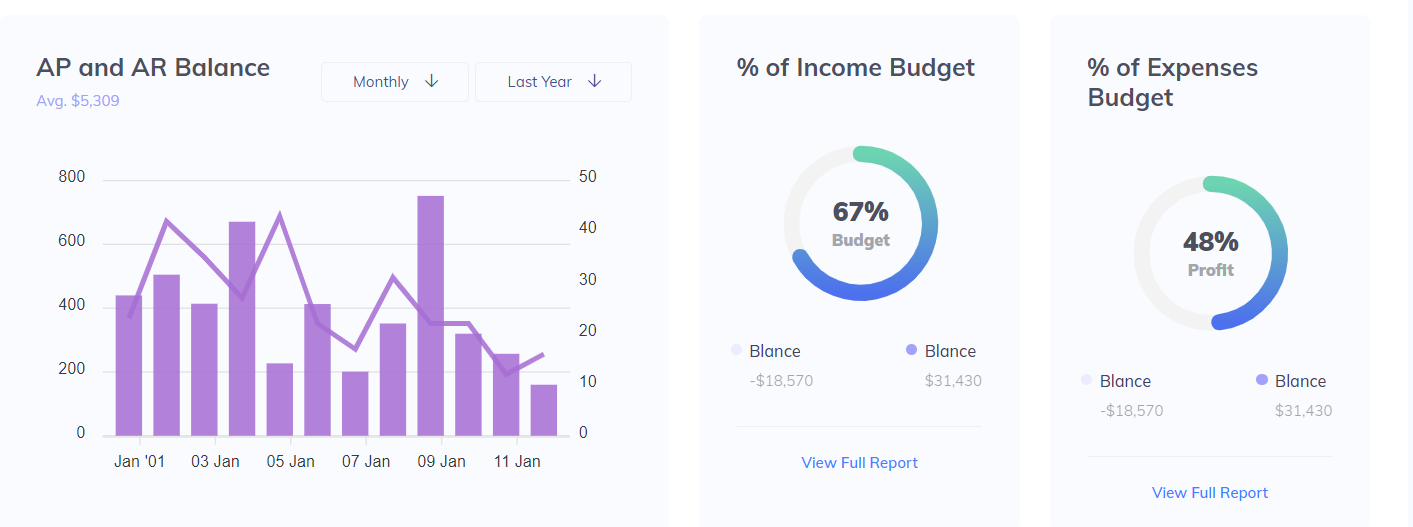 AP and AR Balance
Avg. $5,309
Monthly
Last Year
800
600
400
200
0
50
40
30
20
10
0
Jan '01
03 Jan
05 Jan
07 Jan
09 Jan
11 Jan
% of Income Budget
67%
Budget
Blance
-$18,570
Blance
$31,430
View Full Report
% of Expenses
Budget
48%
Profit
Blance
-$18,570
Blance
$31,430
View Full Report